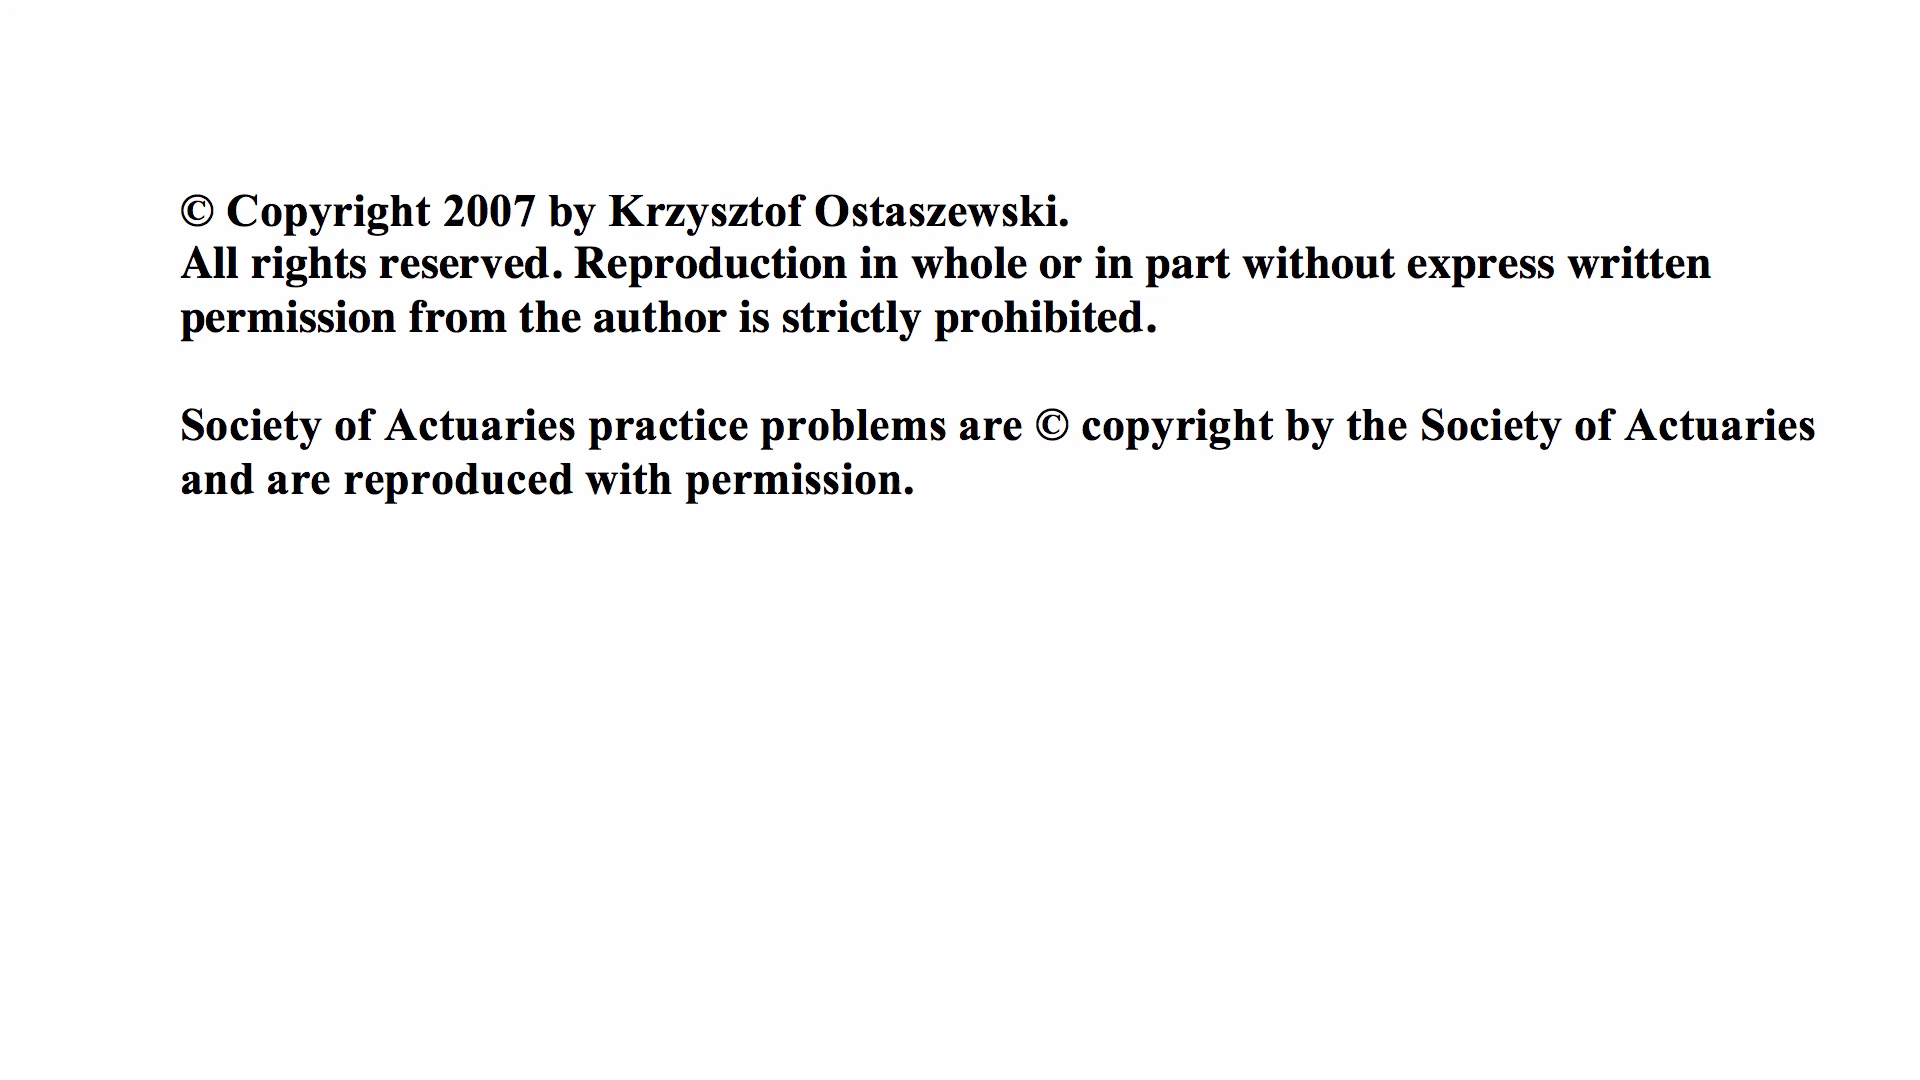 © Copyright 2007 by Krzysztof Ostaszewski.
All rights reserved. Reproduction in whole or in part without express written
permission from the author is strictly prohibited.
Society of Actuaries practice problems are © copyright by the Society of Actuaries
and are reproduced with permission.